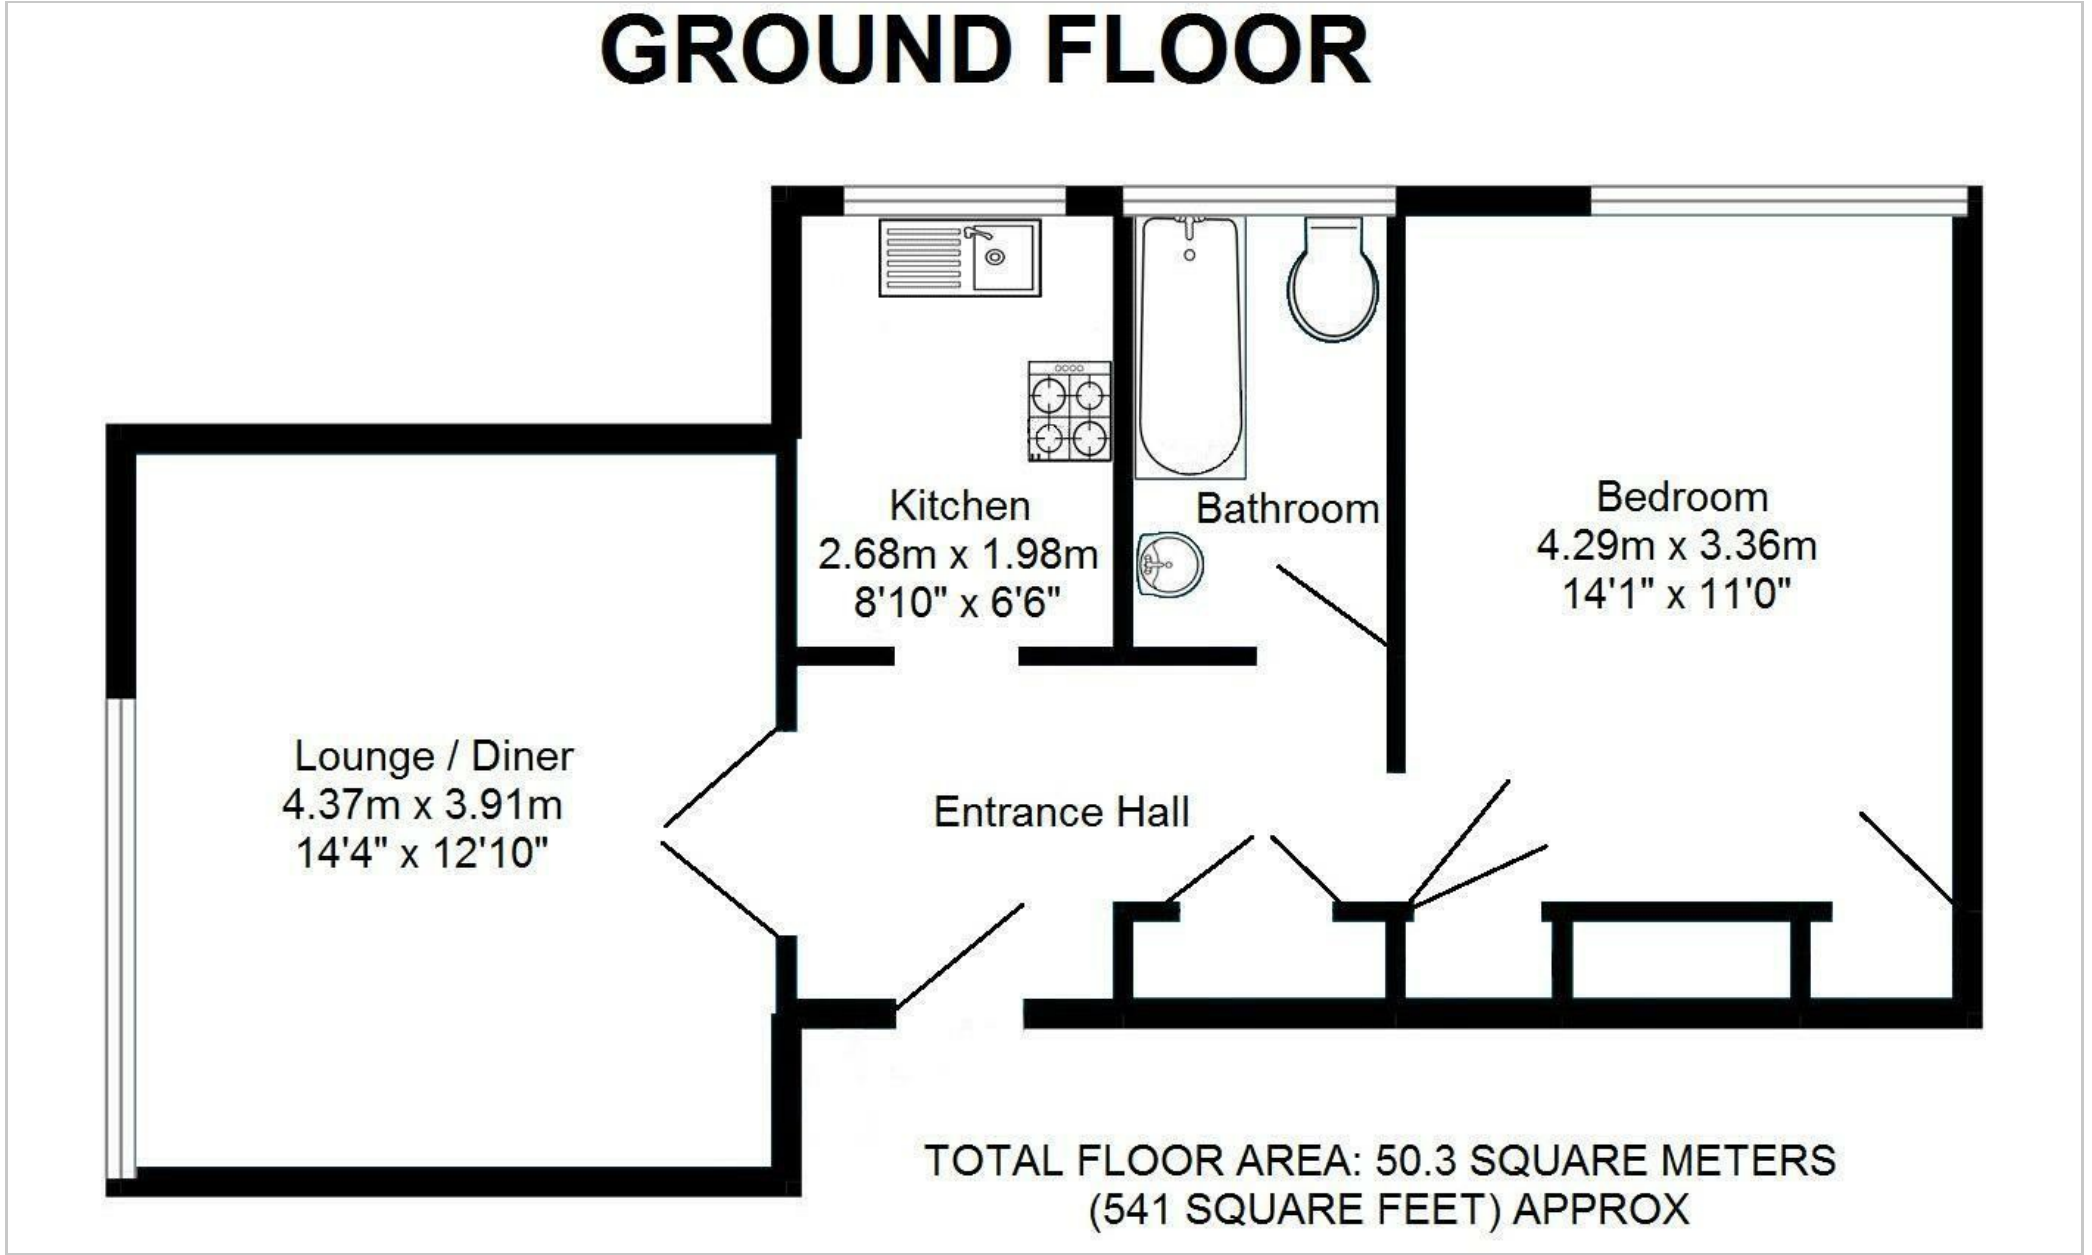 GROUND FLOOR
Kitchen
2.68m x 1.98m
8'10" x 6'6"
Bathroom
Bedroom
4.29m x 3.36m
14'1" x 11'0"
Lounge / Diner
4.37m x 3.91m
14'4" x 12'10"
Entrance Hall
TOTAL FLOOR AREA: 50.3 SQUARE METERS
(541 SQUARE FEET) APPROX